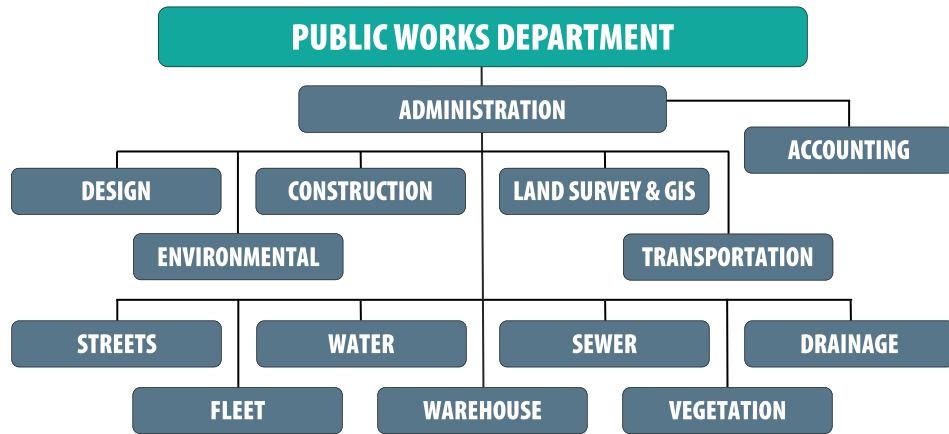 PUBLIC WORKS DEPARTMENT
ADMINISTRATION
ACCOUNTING
DESIGN
CONSTRUCTION
LAND SURVEY & GIS
ENVIRONMENTAL
TRANSPORTATION
STREETS
WATER
SEWER
DRAINAGE
FLEET
WAREHOUSE
VEGETATION